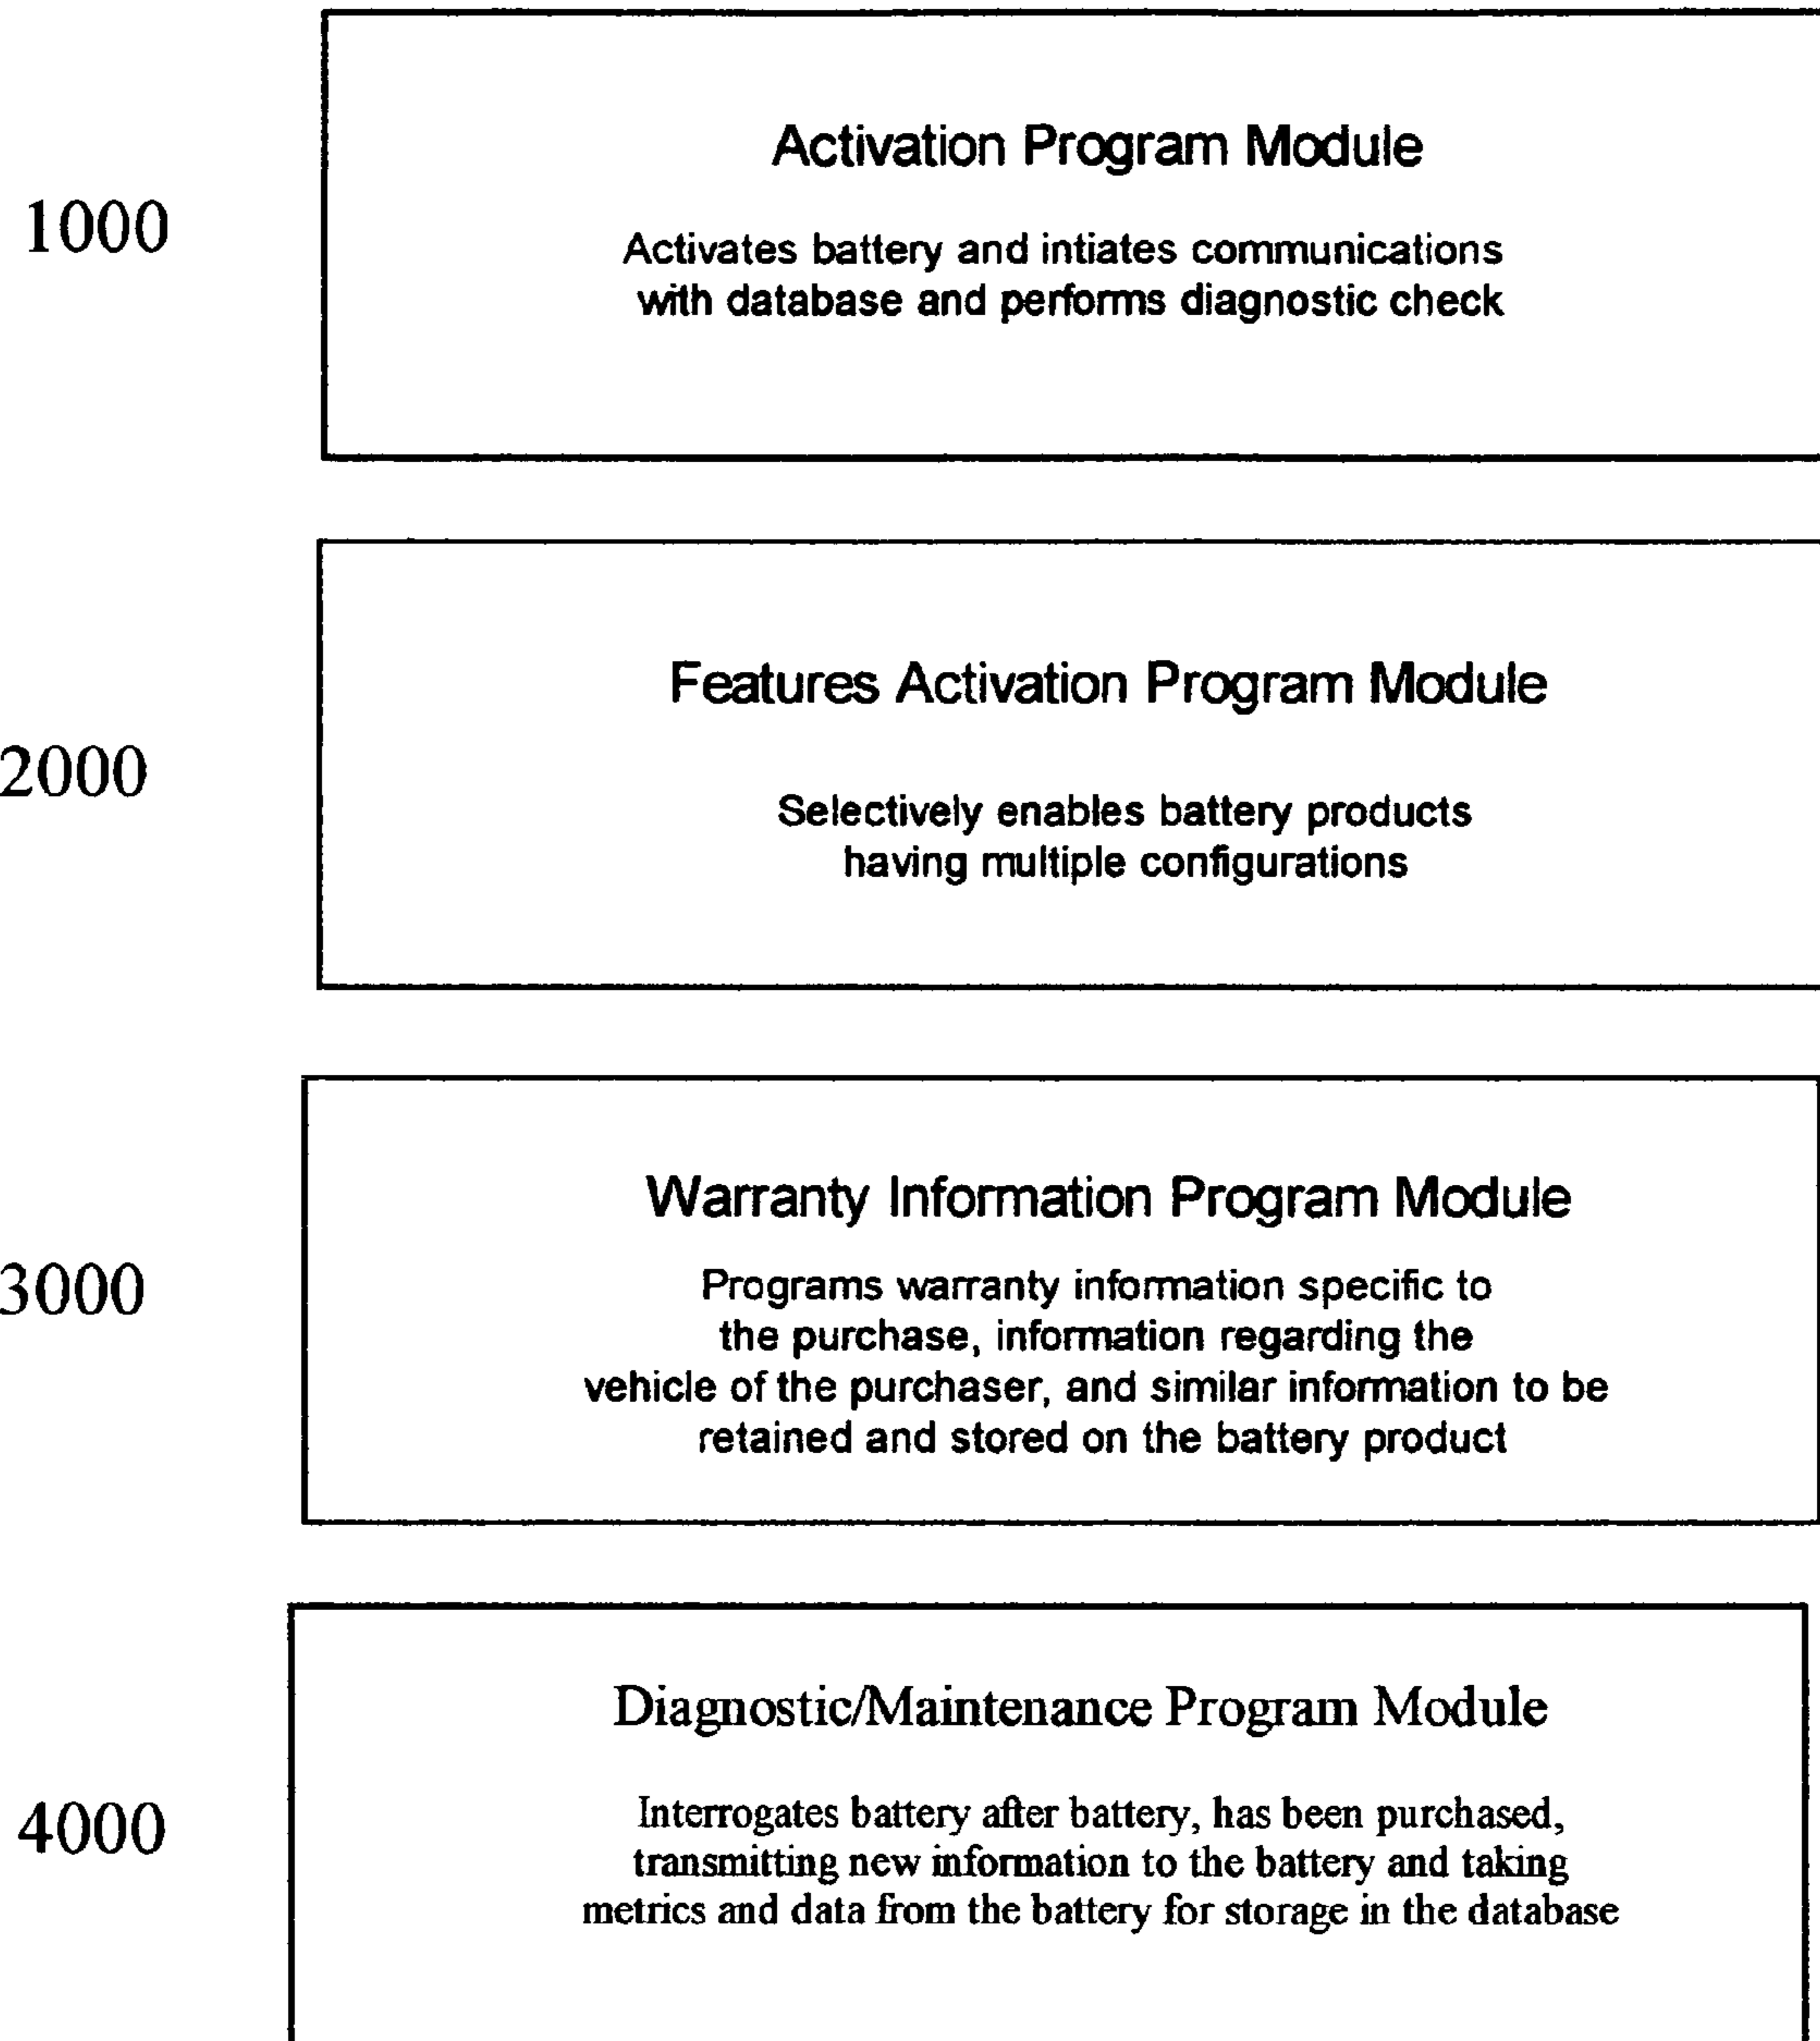 Activation Program Module
1000
Activates battery and intiates communications
with database and performs diagnostic check
Features Activation Program Module
2000
Selectively enables battery products
having multiple configurations
Warranty Information Program Module
3000
Programs warranty information specific to
the purchase, information regarding the
vehicle of the purchaser, and similar information to be
retained and stored on the battery product
Diagnostic/Maintenance Program Module
4000
Interrogates battery after battery, has been purchased,
transmitting new information to the battery and taking
metrics and data from the battery for storage in the database